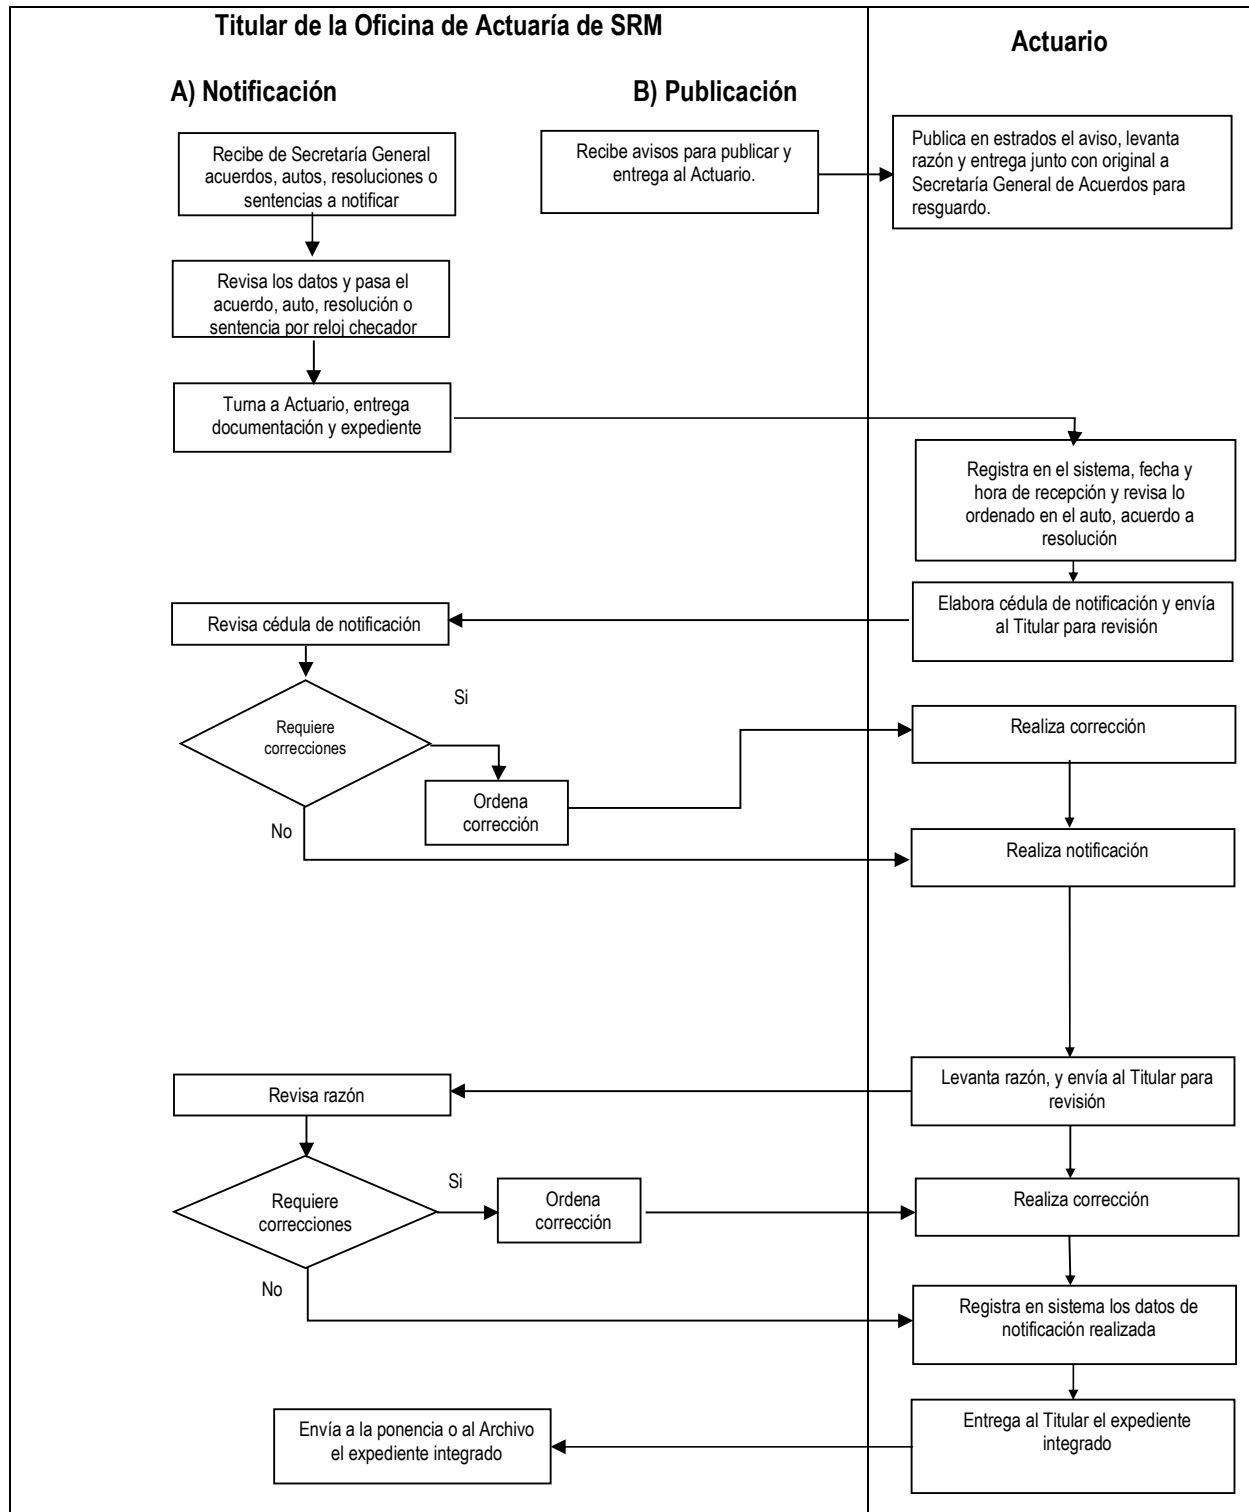 Titular de la Oficina de Actuaría de SRM
Actuario
A) Notificación
B) Publicación
Recibe de Secretaría General
acuerdos, autos, resoluciones o
sentencias a notificar
Recibe avisos para publicar y
entrega al Actuario.
Publica en estrados el aviso, levanta
razón y entrega junto con original a
Secretaría General de Acuerdos para
resguardo.
Revisa los datos y pasa el
acuerdo, auto, resolución o
sentencia por reloj checador
Turna a Actuario, entrega
documentación y expediente
Registra en el sistema, fecha y
hora de recepción y revisa lo
ordenado en el auto, acuerdo a
resolución
Elabora cédula de notificación y envía
al Titular para revisión
Revisa cédula de notificación
Requiere
correcciones
Si
Ordena
corrección
Realiza corrección
No
Realiza notificación
Levanta razón, y envía al Titular para
revisión
Revisa razón
Requiere
correcciones
Si
Ordena
corrección
Realiza corrección
No
Registra en sistema los datos de
notificación realizada
Entrega al Titular el expediente
integrado
Envía a la ponencia o al Archivo
el expediente integrado